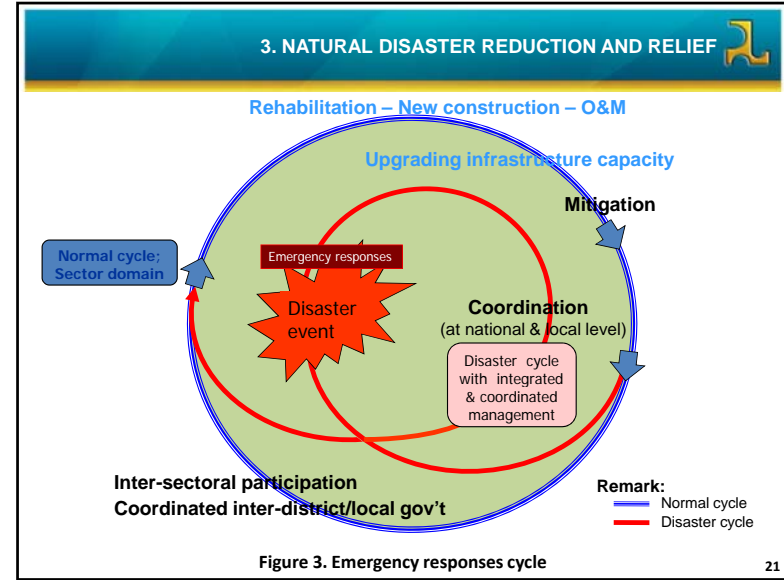 3. NATURAL DISASTER REDUCTION AND RELIEF
Rehabilitation – New construction – O&M
Upgrading infrastructure capacity
Mitigation
Normal cycle;
Sector domain
Emergency responses
Disaster
event
Coordination
(at national & local level)
Disaster cycle
with integrated
& coordinated
management
Inter-sectoral participation
Coordinated inter-district/local gov't
Remark:
Normal cycle
Disaster cycle
Figure 3. Emergency responses cycle
21